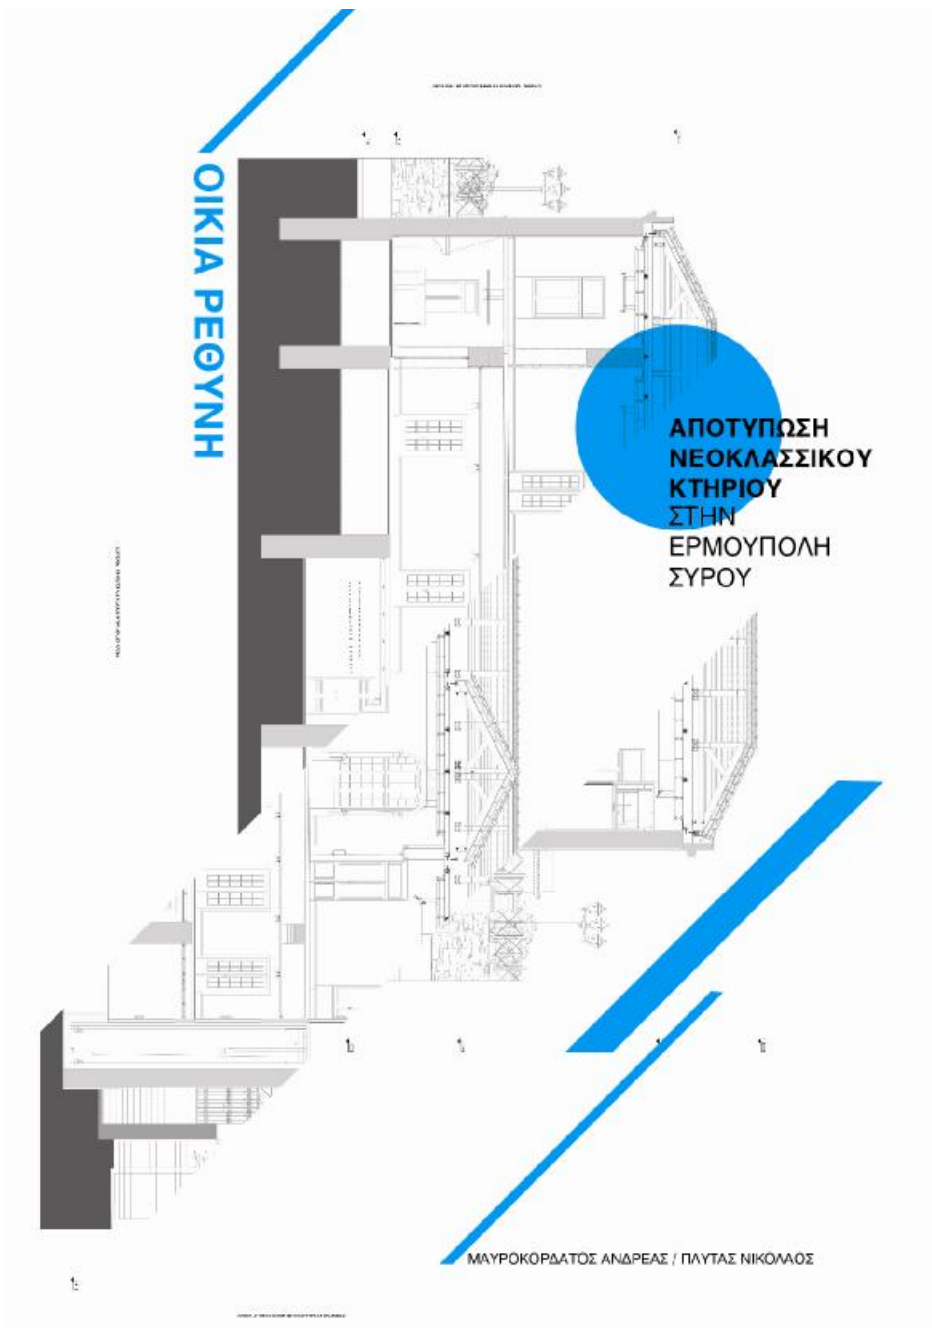 ΟΙΚΙΑ ΡΕΘΥΝΗ
ΑΠΟΤΥΠΩΣΗ
ΝΕΟΚΛΑΣΣΙΚΟΥ
ΚΤΗΡΙΟΥ
ΣΤΗΝ
ΕΡΜΟΥΠΟΛΗ
ΣΥΡΟΥ
ΜΑΥΡΟΚΟΡΔΑΤΟΣ ΑΝΔΡΕΑΣ / ΠΛΥΤΑΣ ΝΙΚΟΛΑΟΣ